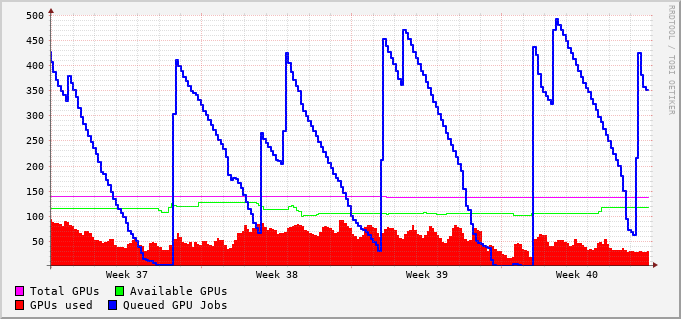 500
450
400
350
300
250
200
150
100
50
RRDTOOL / TOBI OETIKER
Week 37 Week 38 Week 39 Week 40
Total GPUs Available GPUs
GPUs used Queued GPU Jobs